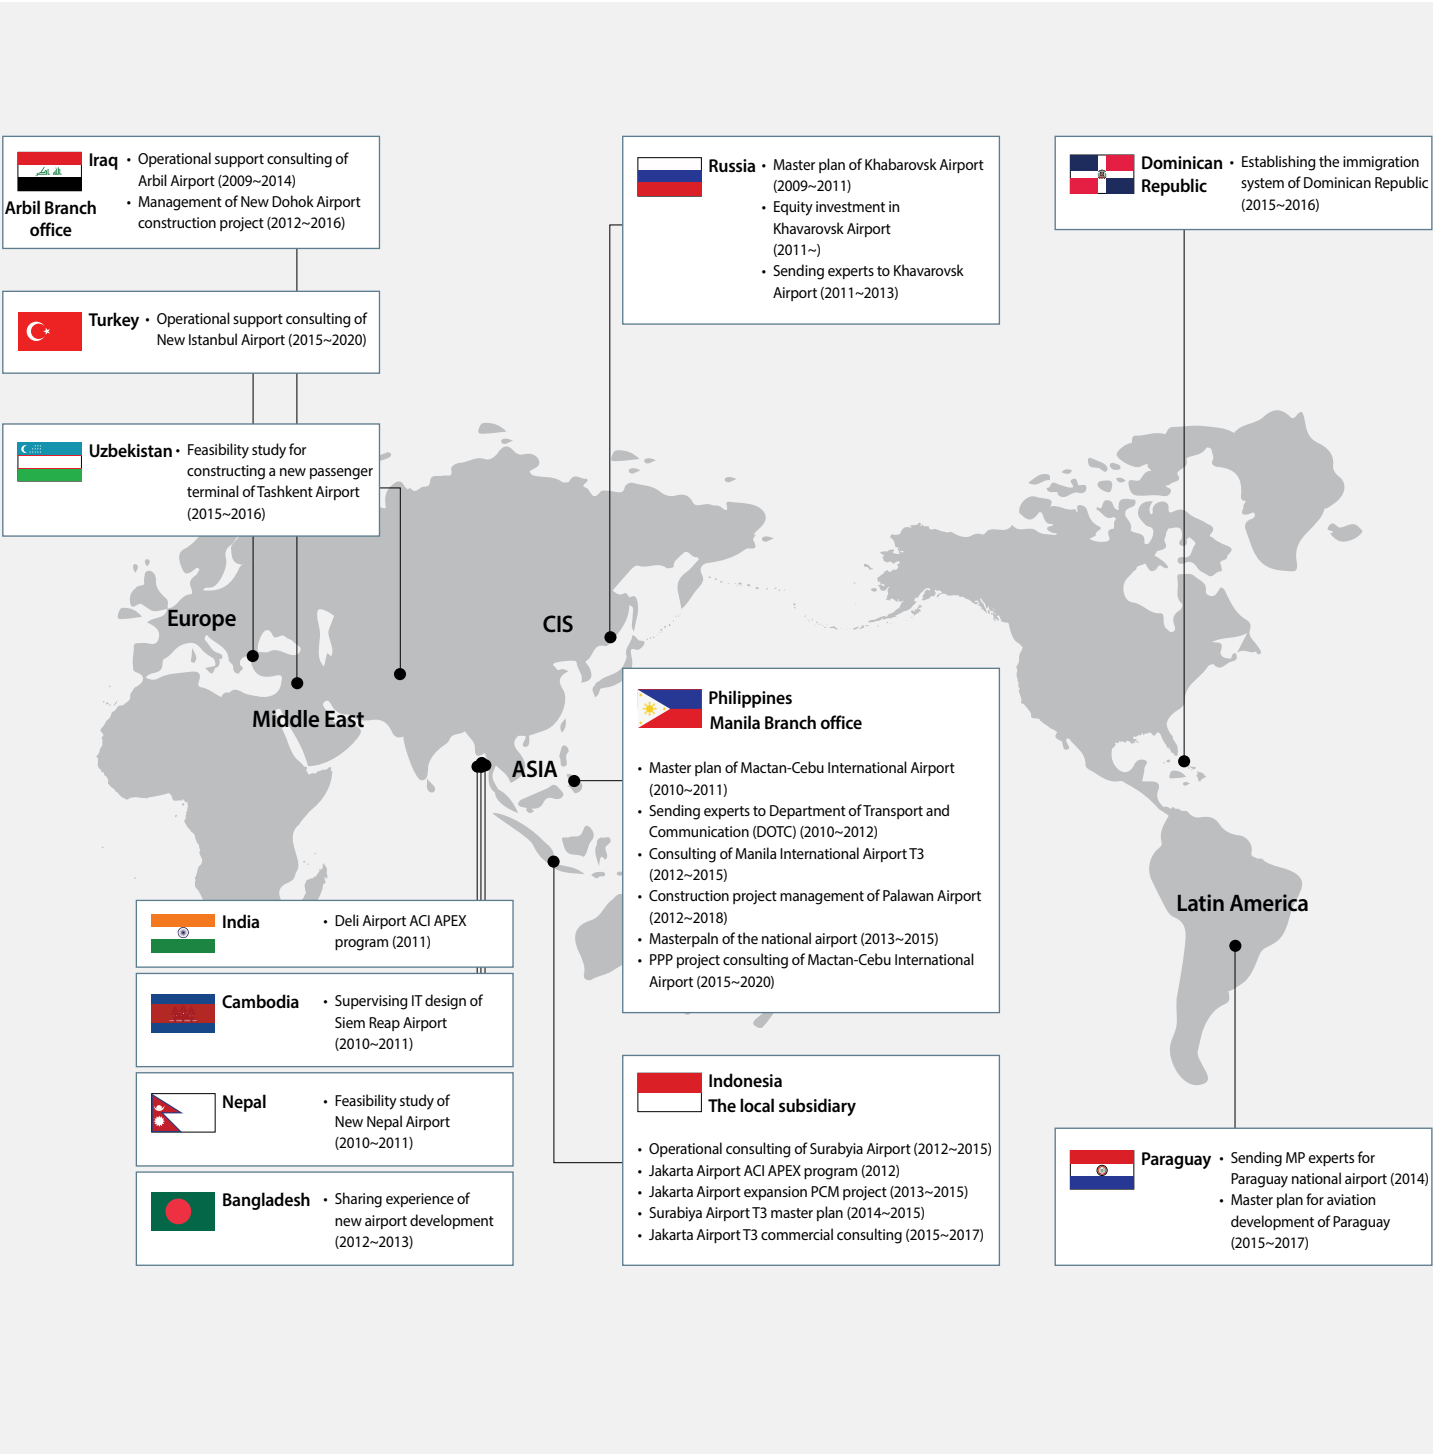 Iraq
Arbil Branch
office
• Operational support consulting of
Arbil Airport (2009~2014)
• Management of New Dohok Airport
construction project (2012~2016)
Turkey
• Operational support consulting of
New Istanbul Airport (2015~2020)
Uzbekistan
• Feasibility study for
constructing a new passenger
terminal of Tashkent Airport
(2015~2016)
Russia
• Master plan of Khabarovsk Airport
(2009~2011)
• Equity investment in
Khavarovsk Airport
(2011~)
• Sending experts to Khavarovsk
Airport (2011~2013)
Dominican
Republic
• Establishing the immigration
system of Dominican Republic
(2015~2016)
Europe
CIS
Middle East
ASIA
Latin America
Philippines
Manila Branch office
• Master plan of Mactan-Cebu International Airport
(2010~2011)
• Sending experts to Department of Transport and
Communication (DOTC) (2010~2012)
• Consulting of Manila International Airport T3
(2012~2015)
• Construction project management of Palawan Airport
(2012~2018)
• Masterpaln of the national airport (2013~2015)
• PPP project consulting of Mactan-Cebu International
Airport (2015~2020)
India
• Deli Airport ACI APEX
program (2011)
Cambodia
• Supervising IT design of
Siem Reap Airport
(2010~2011)
Nepal
• Feasibility study of
New Nepal Airport
(2010~2011)
Bangladesh
• Sharing experience of
new airport development
(2012~2013)
Indonesia
The local subsidiary
• Operational consulting of Surabyia Airport (2012~2015)
• Jakarta Airport ACI APEX program (2012)
• Jakarta Airport expansion PCM project (2013~2015)
• Surabiya Airport T3 master plan (2014~2015)
• Jakarta Airport T3 commercial consulting (2015~2017)
Paraguay
• Sending MP experts for
Paraguay national airport (2014)
• Master plan for aviation
development of Paraguay
(2015~2017)